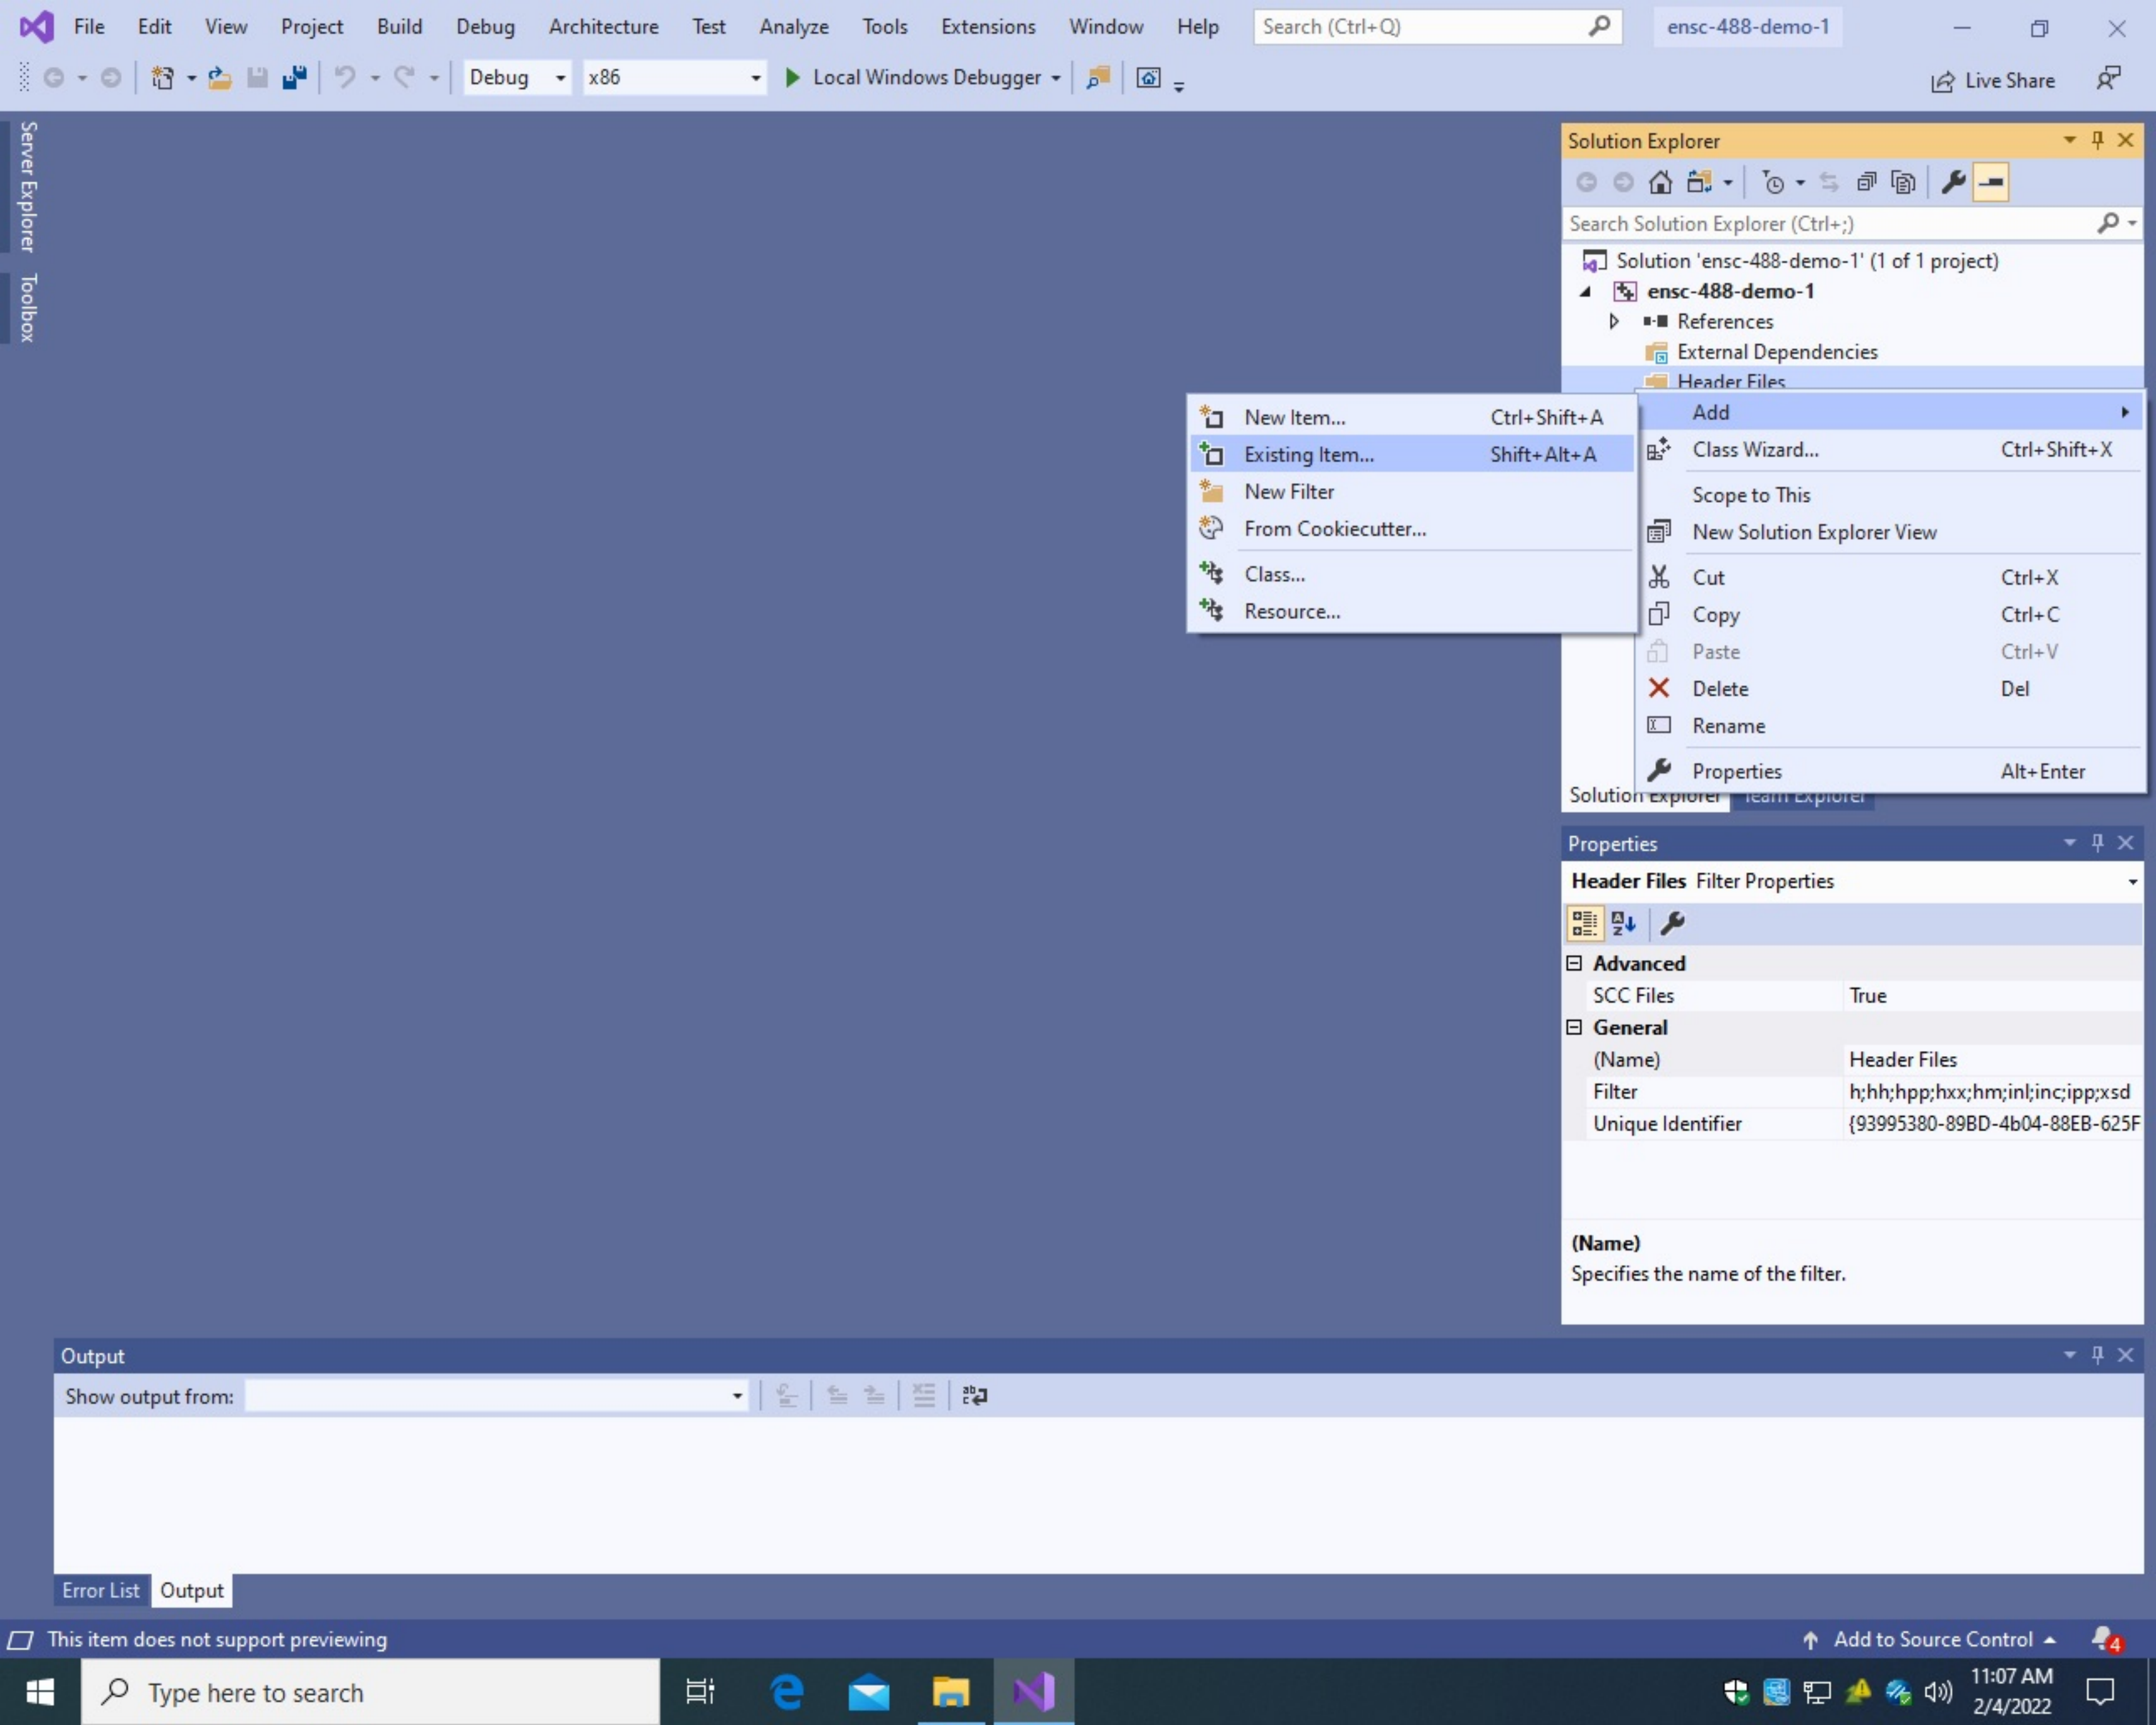 File Edit View Project Build Debug Architecture Test Analyze Tools Extensions Window Help Search (Ctrl+Q) ensc-488-demo-1
Debug x86 Local Windows Debugger Live Share
Server Explorer
Toolbox
Solution Explorer
Search Solution Explorer (Ctrl+;)
Solution 'ensc-488-demo-1' (1 of 1 project)
ensc-488-demo-1
References
External Dependencies
Header Files
New Item... Ctrl+Shift+A
Existing Item... Shift+Alt+A
New Filter
From Cookiecutter...
Class...
Resource...
Add
Class Wizard... Ctrl+Shift+X
Scope to This
New Solution Explorer View
Cut Ctrl+X
Copy Ctrl+C
Paste Ctrl+V
Delete Del
Rename
Properties Alt+Enter
Solution Explorer Team Explorer
Properties
Header Files Filter Properties
Advanced
SCC Files True
General
(Name) Header Files
Filter h;hh;hpp;hxx;hm;inl;inc;ipp;xsd
Unique Identifier {93995380-89BD-4b04-88EB-625F
(Name)
Specifies the name of the filter.
Output
Show output from:
Error List Output
This item does not support previewing Add to Source Control 4
Type here to search 11:07 AM
2/4/2022